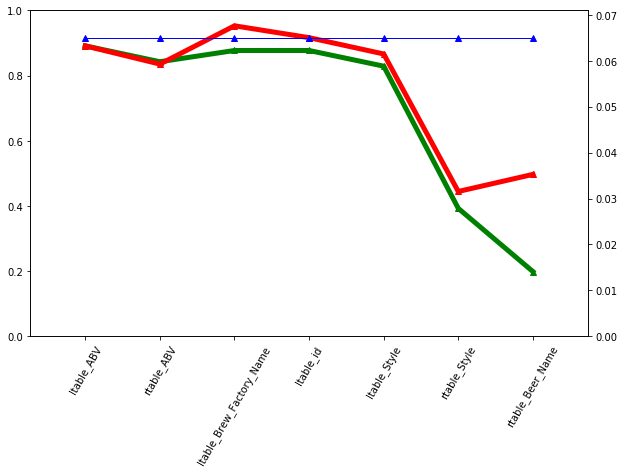 1.0
0.8
0.6
0.4
0.2
0.0
0.07
0.06
0.05
0.04
0.03
0.02
0.01
0.00
ltable_ABV
rtable_ABV
ltable_Brew_Factory_Name
ltable_id
ltable_Style
rtable_Style
rtable_Beer_Name